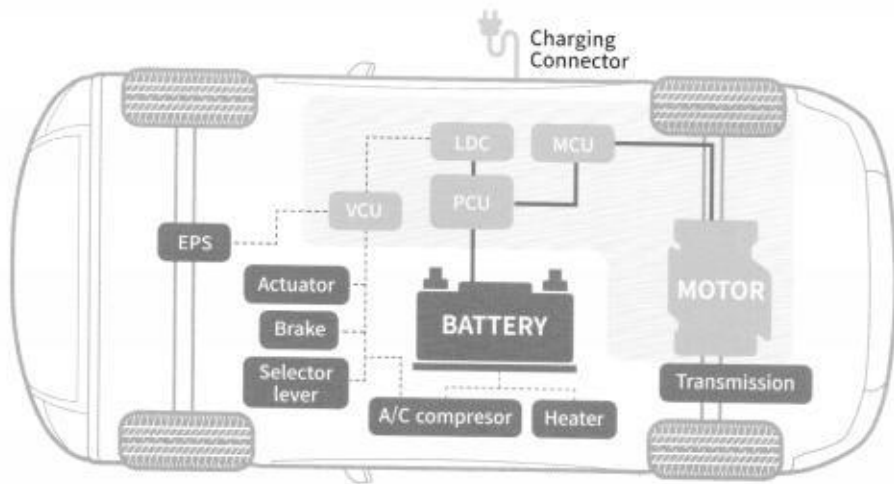 Charging
Connector
LDC
MCU
VCU
PCU
EPS
Actuator
MOTOR
BATTERY
Brake
Selector
lever
Transmission
A/C compresor
Heater